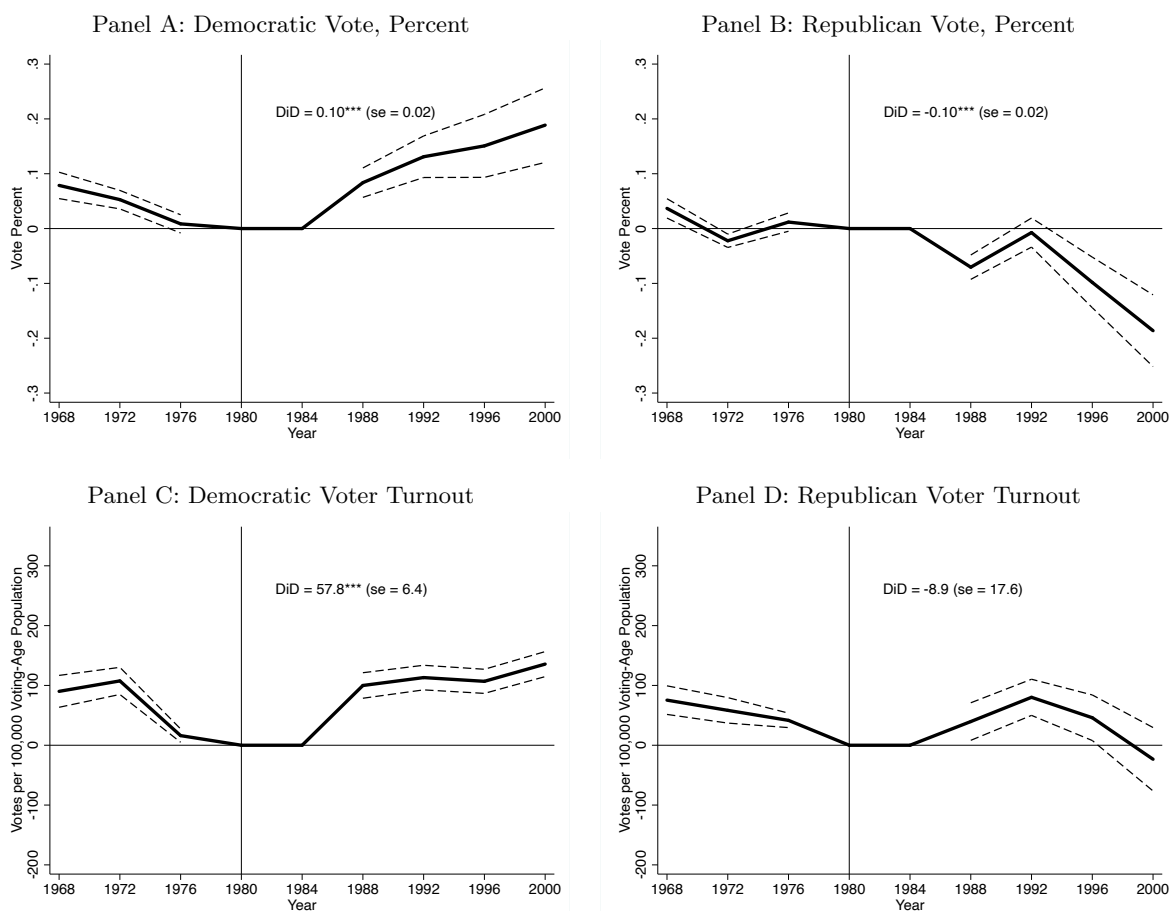 Panel A: Democratic Vote, Percent
Vote Percent
.3
.2
.1
0
-.1
-.2
-.3
DiD = 0.10*** (se = 0.02)
1968 1972 1976 1980 1984 1988 1992 1996 2000
Year
Panel B: Republican Vote, Percent
Vote Percent
.3
.2
.1
0
-.1
-.2
-.3
DiD = -0.10*** (se = 0.02)
1968 1972 1976 1980 1984 1988 1992 1996 2000
Year
Panel C: Democratic Voter Turnout
Votes per 100,000 Voting-Age Population
300
200
100
0
-100
-200
DiD = 57.8*** (se = 6.4)
1968 1972 1976 1980 1984 1988 1992 1996 2000
Year
Panel D: Republican Voter Turnout
Votes per 100,000 Voting-Age Population
300
200
100
0
-100
-200
DiD = -8.9 (se = 17.6)
1968 1972 1976 1980 1984 1988 1992 1996 2000
Year